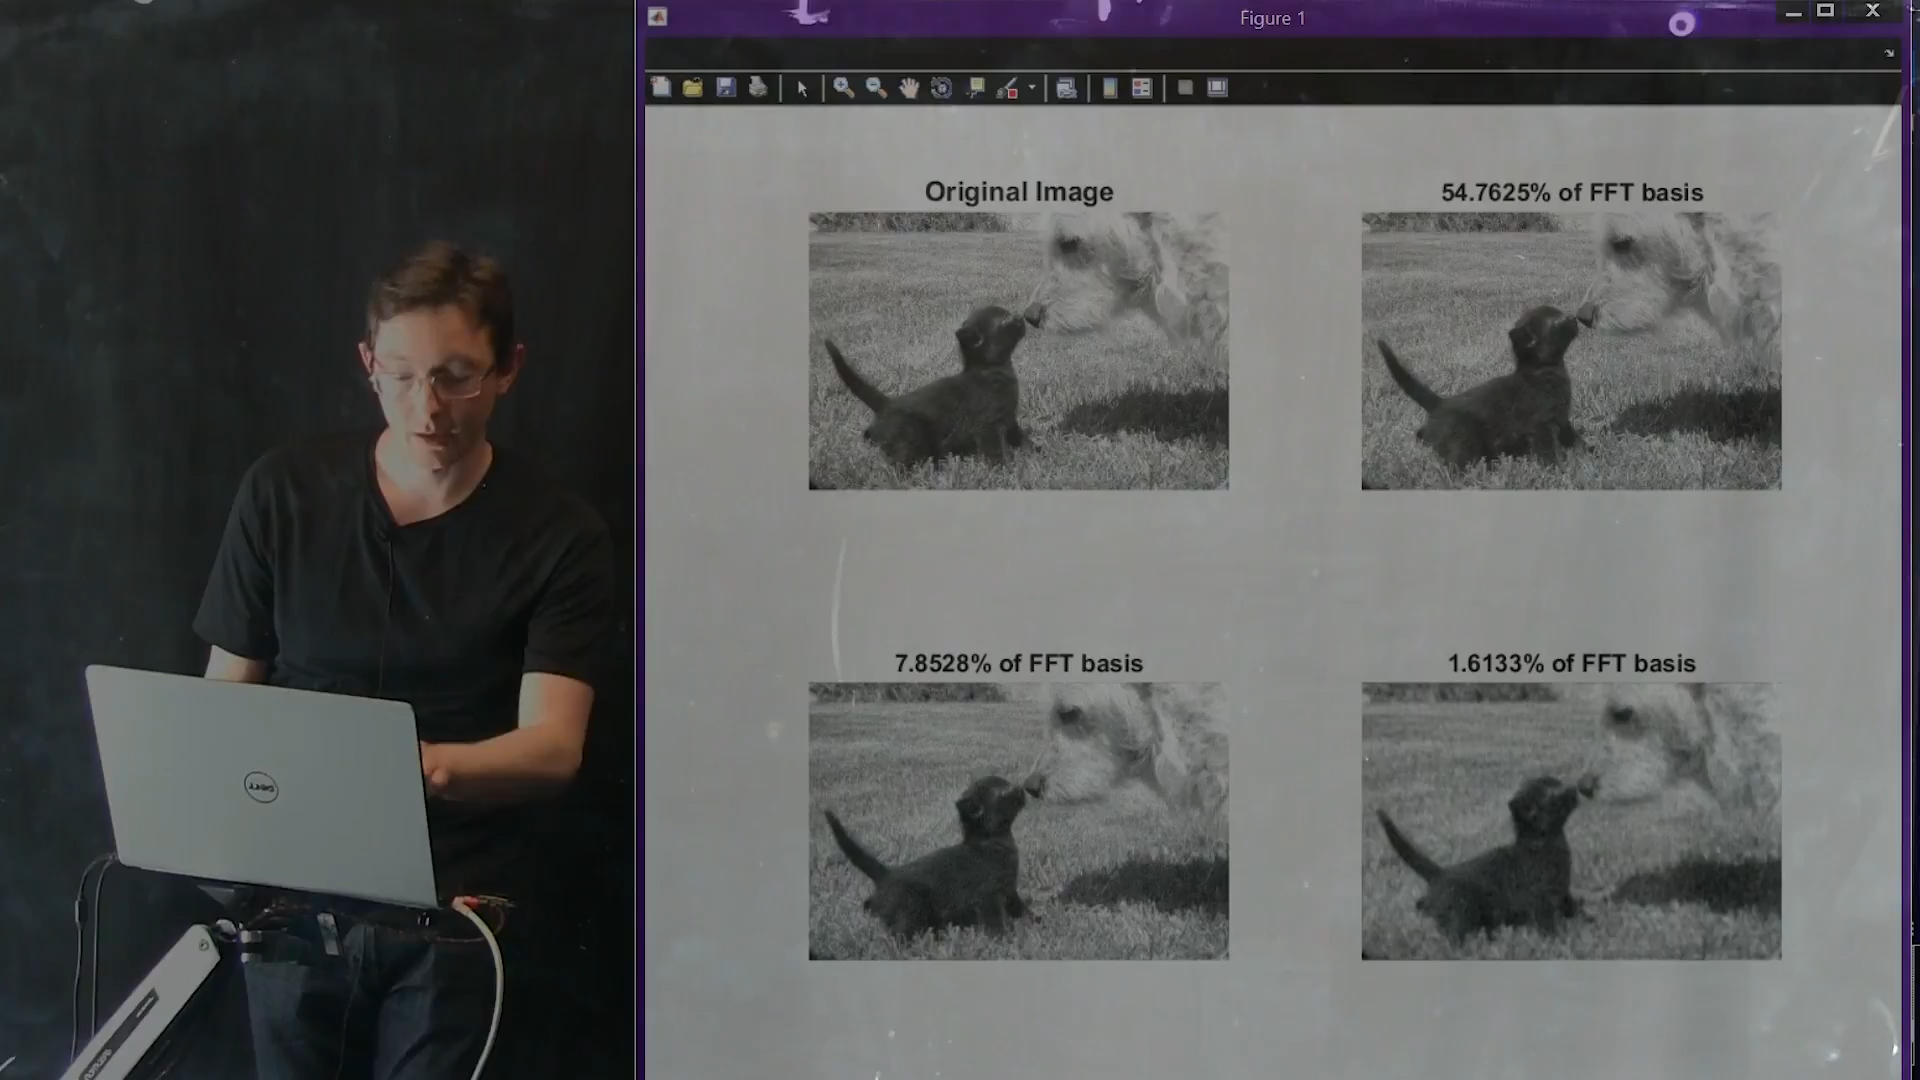 Figure 1
Original Image
54.7625% of FFT basis
7.8528% of FFT basis
1.6133% of FFT basis
DELL